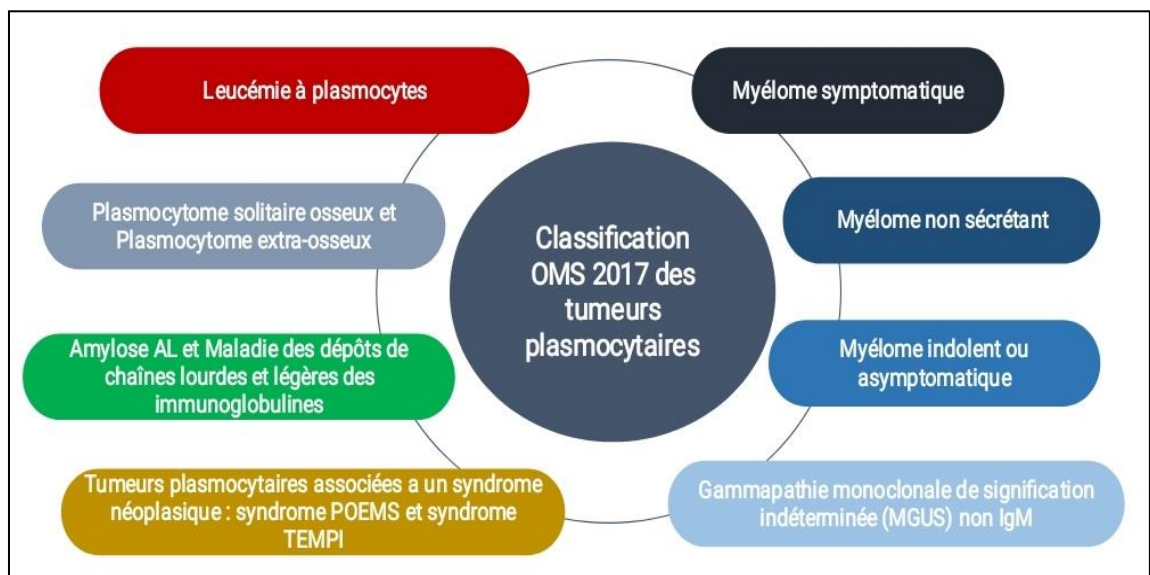 Classification
OMS 2017 des
tumeurs
plasmocytaires
Leucémie à plasmocytes
Plasmocytome solitaire osseux et
Plasmocytome extra-osseux
Amylose AL et Maladie des dépôts de
chaînes lourdes et légères des
immunoglobulines
Tumeurs plasmocytaires associées a un syndrome
néoplasique : syndrome POEMS et syndrome
TEMPI
Myélome symptomatique
Myélome non sécrétant
Myélome indolent ou
asymptomatique
Gammapathie monoclonale de signification
indéterminée (MGUS) non IgM